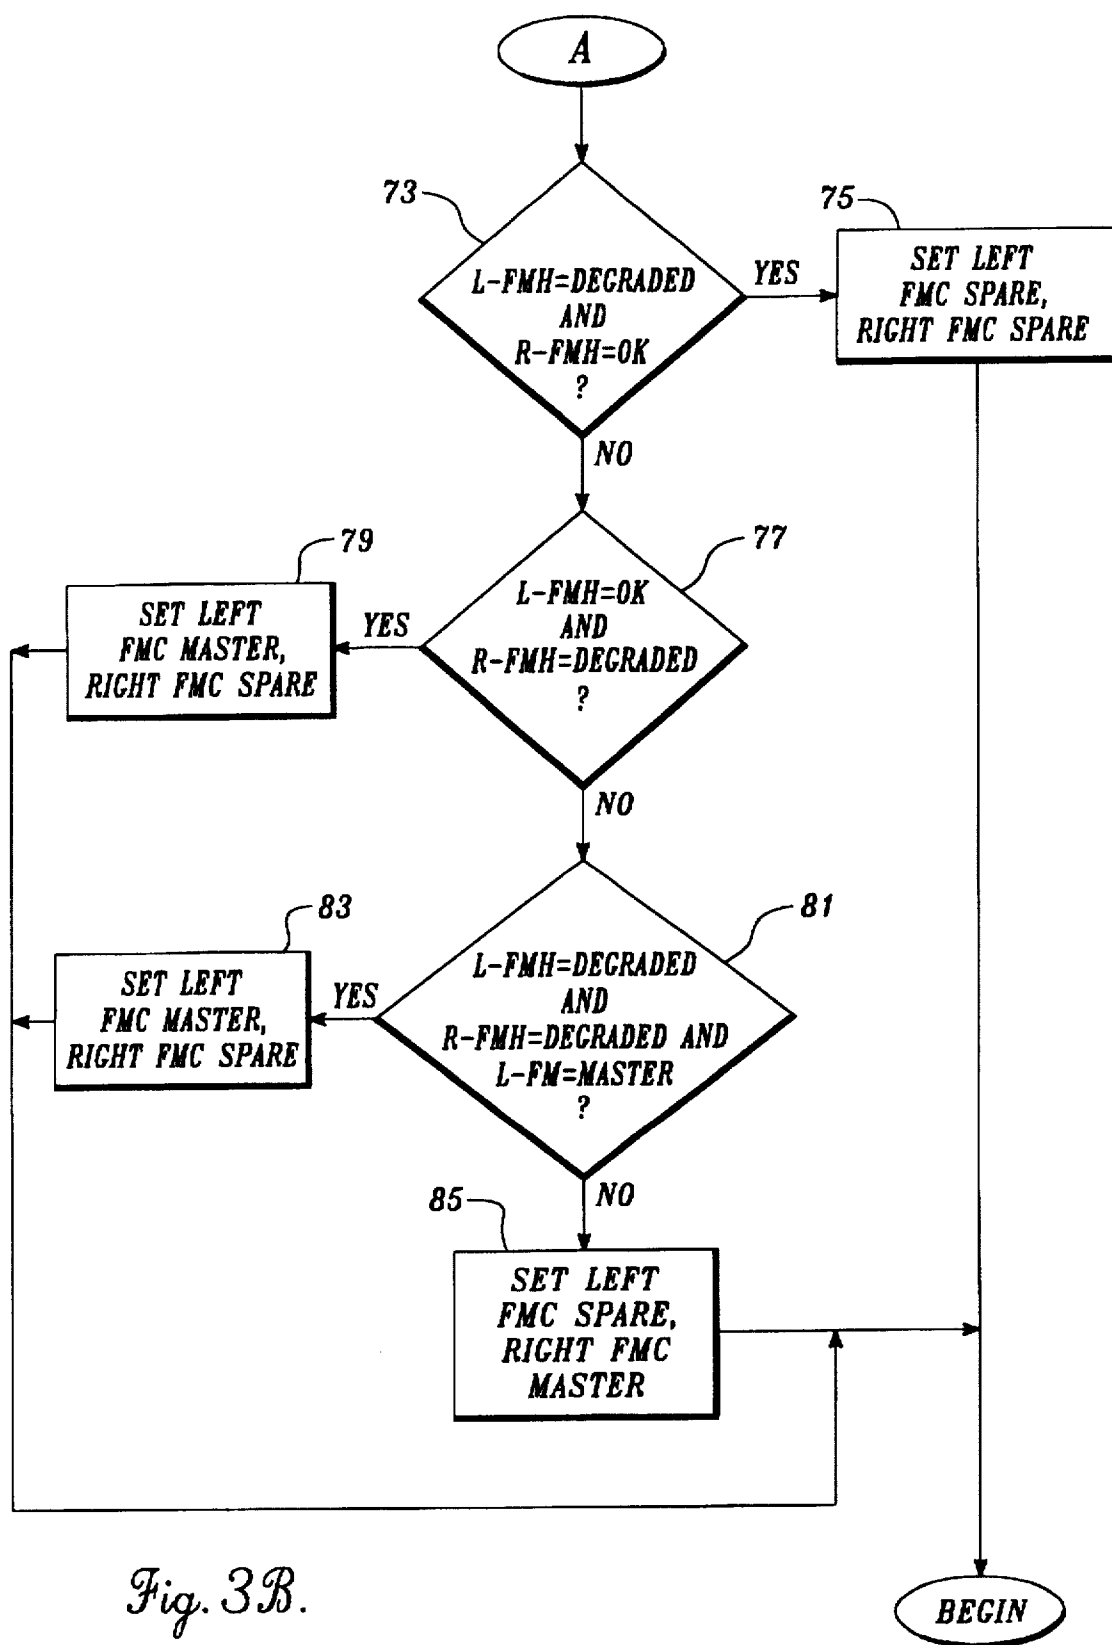 A
73
L-FMH=DEGRADED
AND
R-FMH=OK
?
YES
75
SET LEFT
FMC SPARE,
RIGHT FMC SPARE
NO
77
L-FMH=OK
AND
R-FMH=DEGRADED
?
YES
79
SET LEFT
FMC MASTER,
RIGHT FMC SPARE
NO
81
L-FMH=DEGRADED
AND
R-FMH=DEGRADED AND
L-FM=MASTER
?
YES
83
SET LEFT
FMC MASTER,
RIGHT FMC SPARE
NO
85
SET LEFT
FMC SPARE,
RIGHT FMC
MASTER
BEGIN
Fig. 3B.